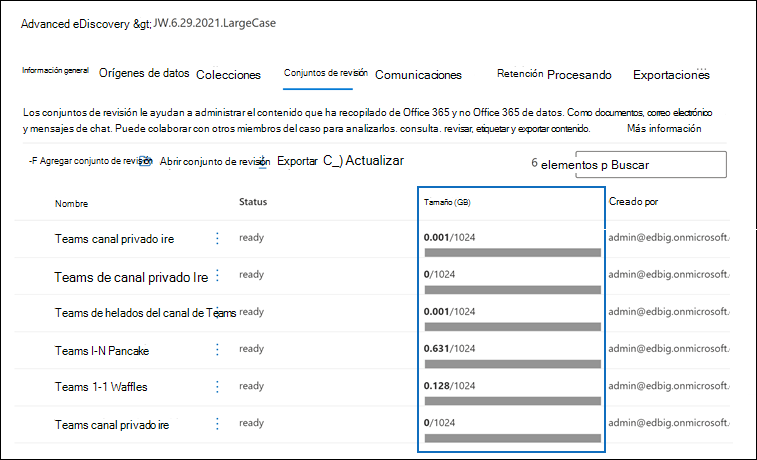 Advanced eDiscovery &gt; JW.6.29.2021.LargeCase
Información general Orígenes de datos Colecciones Conjuntos de revisión Comunicaciones Retención Procesando Exportaciones ...
Los conjuntos de revisión le ayudan a administrar el contenido que ha recopilado de Office 365 y no Office 365 de datos. Como documentos, correo electrónico
y mensajes de chat. Puede colaborar con otros miembros del caso para analizarlos. consulta. revisar, etiquetar y exportar contenido. Más información
-F Agregar conjunto de revisión Abrir conjunto de revisión Exportar C_) Actualizar 6 elementos p Buscar
Nombre Status Tamaño (GB) Creado por
Teams canal privado ire ready 0.001/1024 admin@edbig.onmicrosoft.
Teams de canal privado Ire ready 0/1024 admin@edbig.onmicrosoft.
Teams de helados del canal de Teams ready 0.001/1024 admin@edbig.onmicrosoft.
Teams I-N Pancake ready 0.631/1024 admin@edbig.onmicrosoft.
Teams 1-1 Waffles ready 0.128/1024 admin@edbig.onmicrosoft.
Teams canal privado ire ready 0/1024 admin@edbig.onmicrosoft.